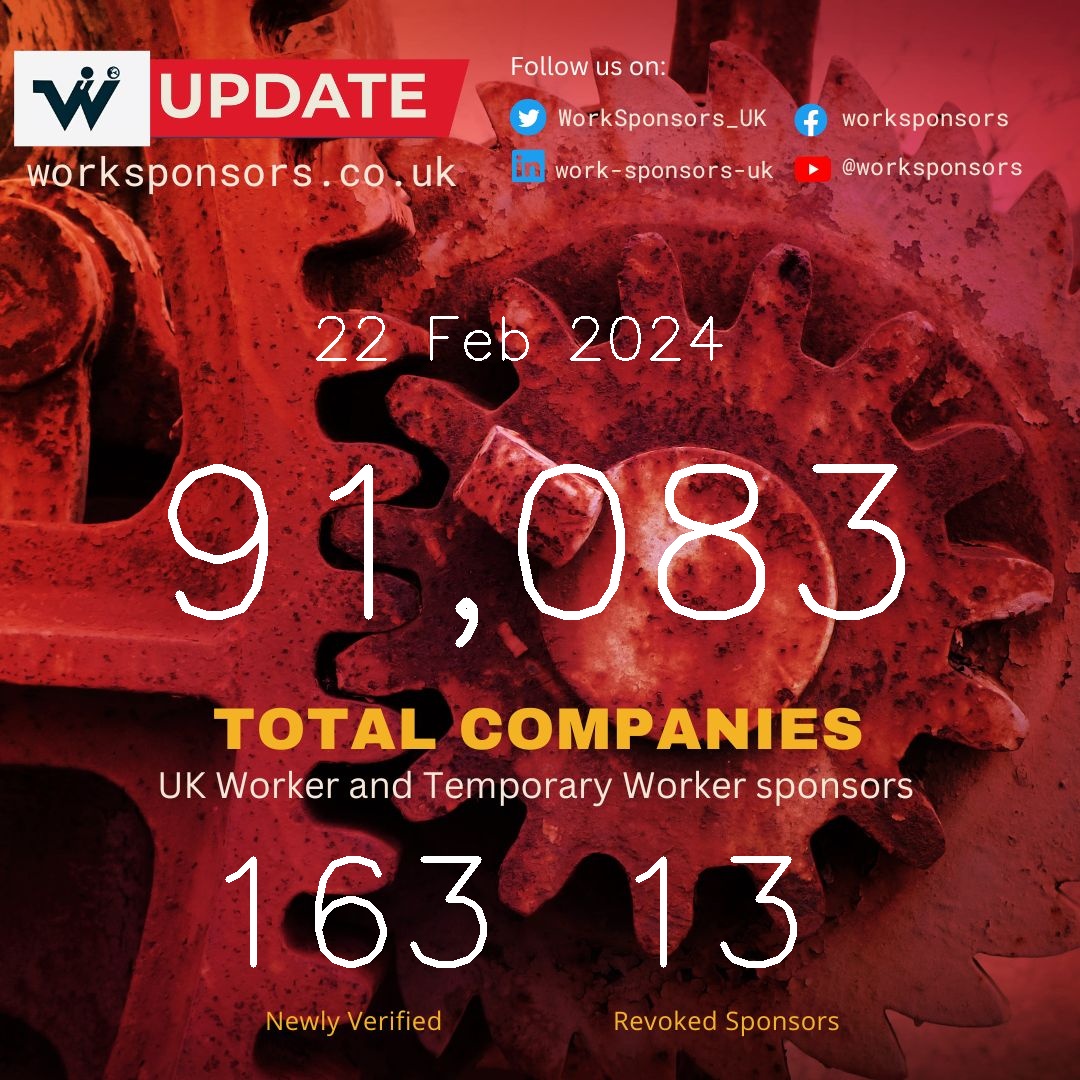 UPDATE
worksponsors.co.uk
Follow us on:
WorkSponsors_UK
worksponsors
work-sponsors-uk
@worksponsors
22 Feb 2024
91,083
TOTAL COMPANIES
UK Worker and Temporary Worker sponsors
163
13
Newly Verified
Revoked Sponsors